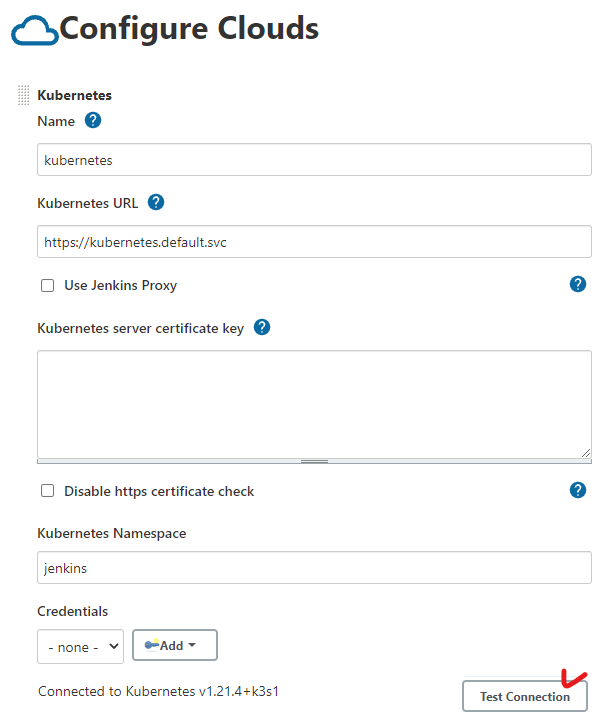 Configure Clouds
Kubernetes
Name ?
kubernetes
Kubernetes URL ?
https://kubernetes.default.svc
Use Jenkins Proxy ?
Kubernetes server certificate key ?
Disable https certificate check ?
Kubernetes Namespace
jenkins
Credentials
- none - Add
Connected to Kubernetes v1.21.4+k3s1
Test Connection